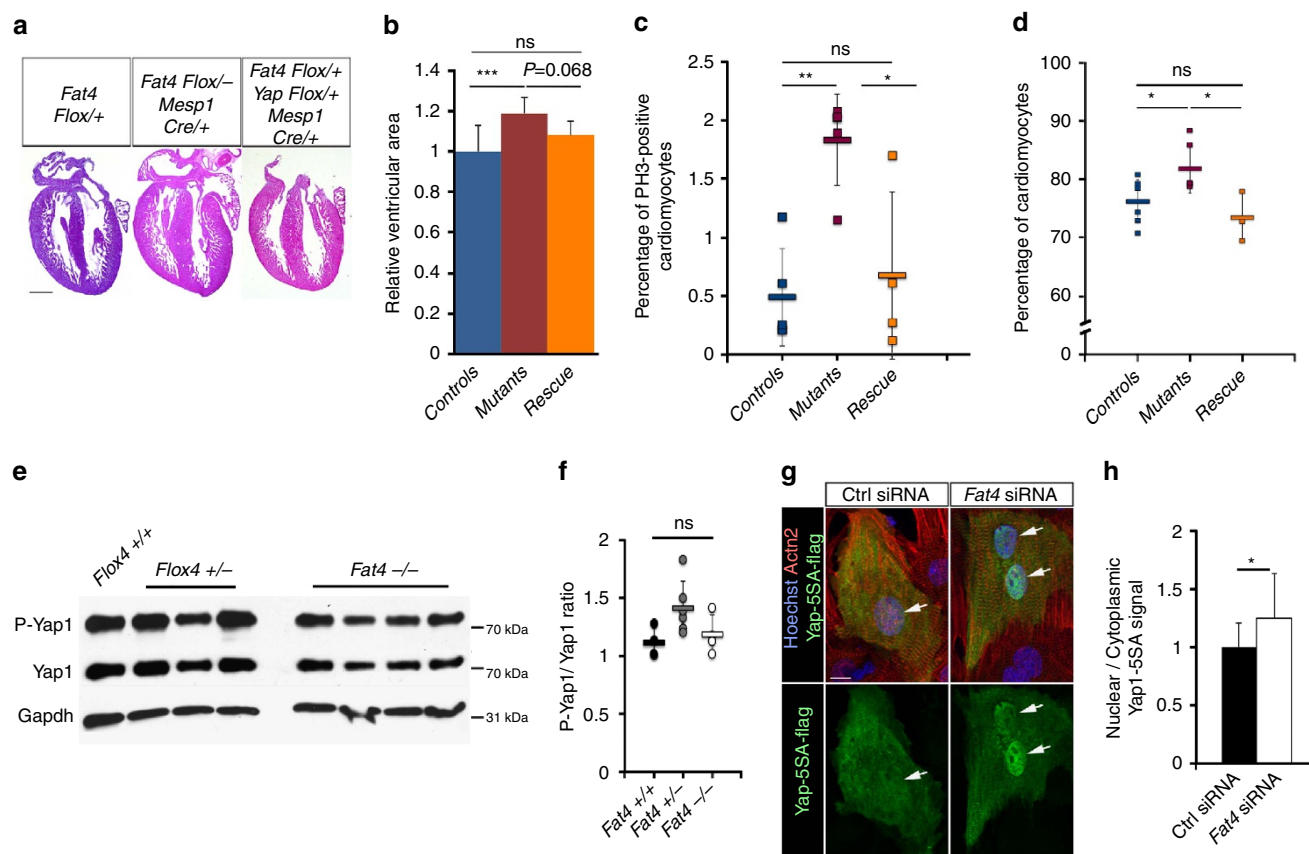 a
Fat4
Flox/+
Fat4 Flox/–
Mesp1
Cre/+
Fat4 Flox/+
Yap Flox/+
Mesp1
Cre/+
b
ns
***
P=0.068
1.4
1.2
1.0
0.8
0.6
0.4
0.2
0
Relative ventricular area
Controls
Mutants
Rescue
c
2.5
2
1.5
1
0.5
0
Percentage of PH3-positive
cardiomyocytes
ns
**
*
Controls
Mutants
Rescue
d
100
90
80
70
60
0
Percentage of cardiomyocytes
ns
*
*
Controls
Mutants
Rescue
e
Flox4 +/+
Flox4 +/–
Fat4 –/–
P-Yap1
70 kDa
Yap1
70 kDa
Gapdh
31 kDa
f
ns
2
1.5
1
0.5
0
P-Yap1/ Yap1 ratio
Fat4 +/+
Fat4 +/–
Fat4 –/–
g
Ctrl siRNA
Fat4 siRNA
Hoechst Actn2
Yap-5SA-flag
Yap-5SA-flag
h
2
1.5
1
0.5
0
Nuclear / Cytoplasmic
Yap1-5SA signal
*
Ctrl siRNA
Fat4 siRNA